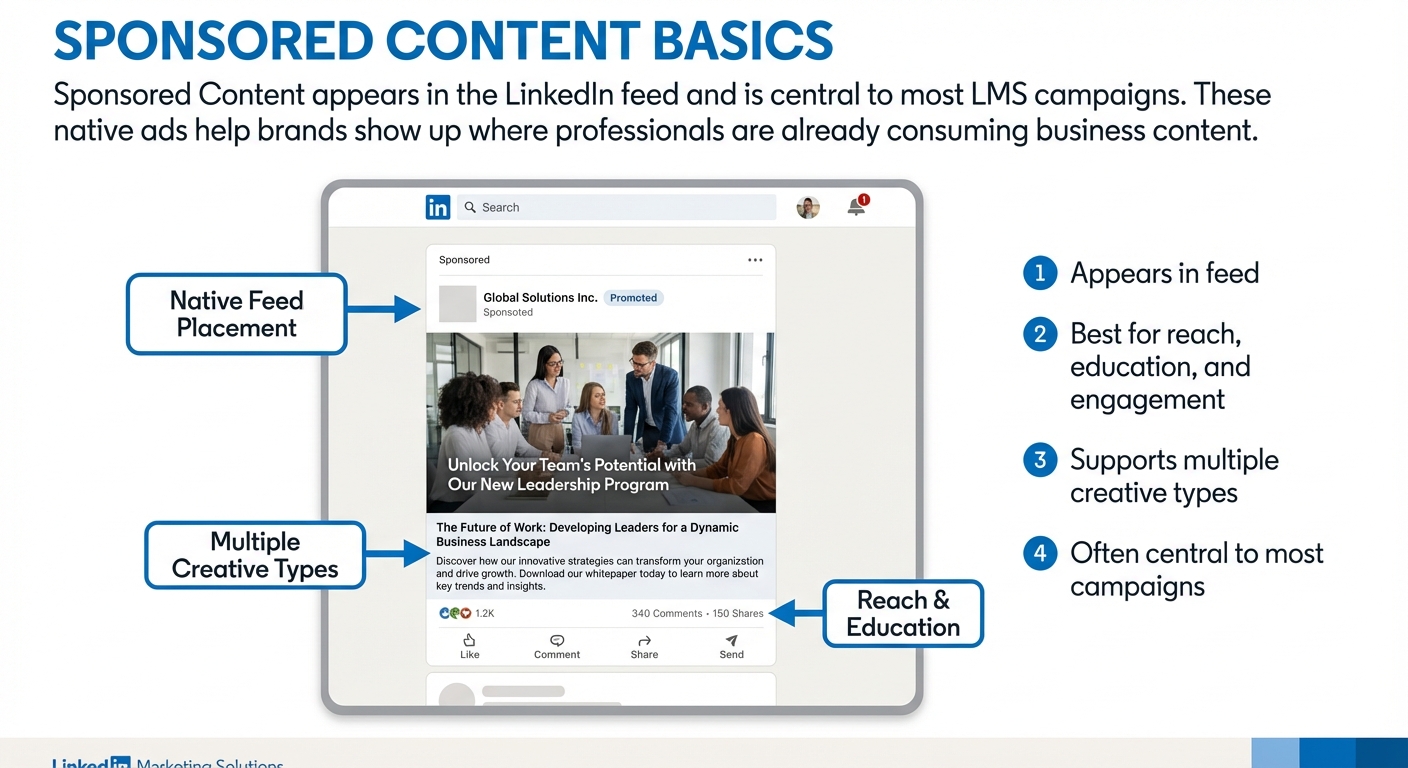 SPONSORED CONTENT BASICS
Sponsored Content appears in the LinkedIn feed and is central to most LMS campaigns. These
native ads help brands show up where professionals are already consuming business content.
in
Search
1
Sponsored
Global Solutions Inc.
Promcted
Sponsoted
Native Feed
Placement
Unlock Your Team's Potential with
Our New Leadership Program
The Future of Work: Developing Leaders for a Dynamic
Business Landscape
Discover how our innovative strategies can transform your organizstion
and drive growth. Download our whitepaper today to learn more abeut
key trends and insights.
Multiple
Creative Types
1.2K
340 Comments • 150 Shares
Like
Comment
Share
Send
Reach &
Education
1 Appears in feed
2 Best for reach,
education, and
engagement
3 Supports multiple
creative types
4 Often central to most
campaigns
Linkedin Marketing Solutions